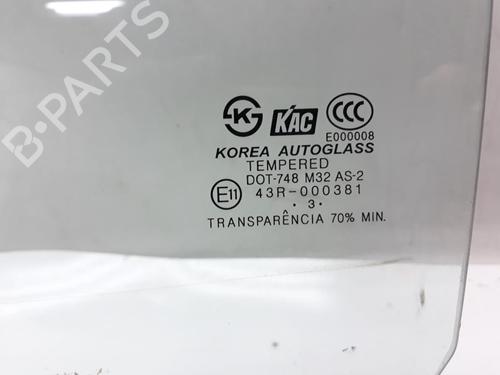 B-PARTS
KS KAC CCC
E000008
KOREA AUTOGLASS
TEMPERED
DOT-748 M32 AS-2
E11 43R-000381
· 3 ·
TRANSPARÊNCIA 70% MIN.